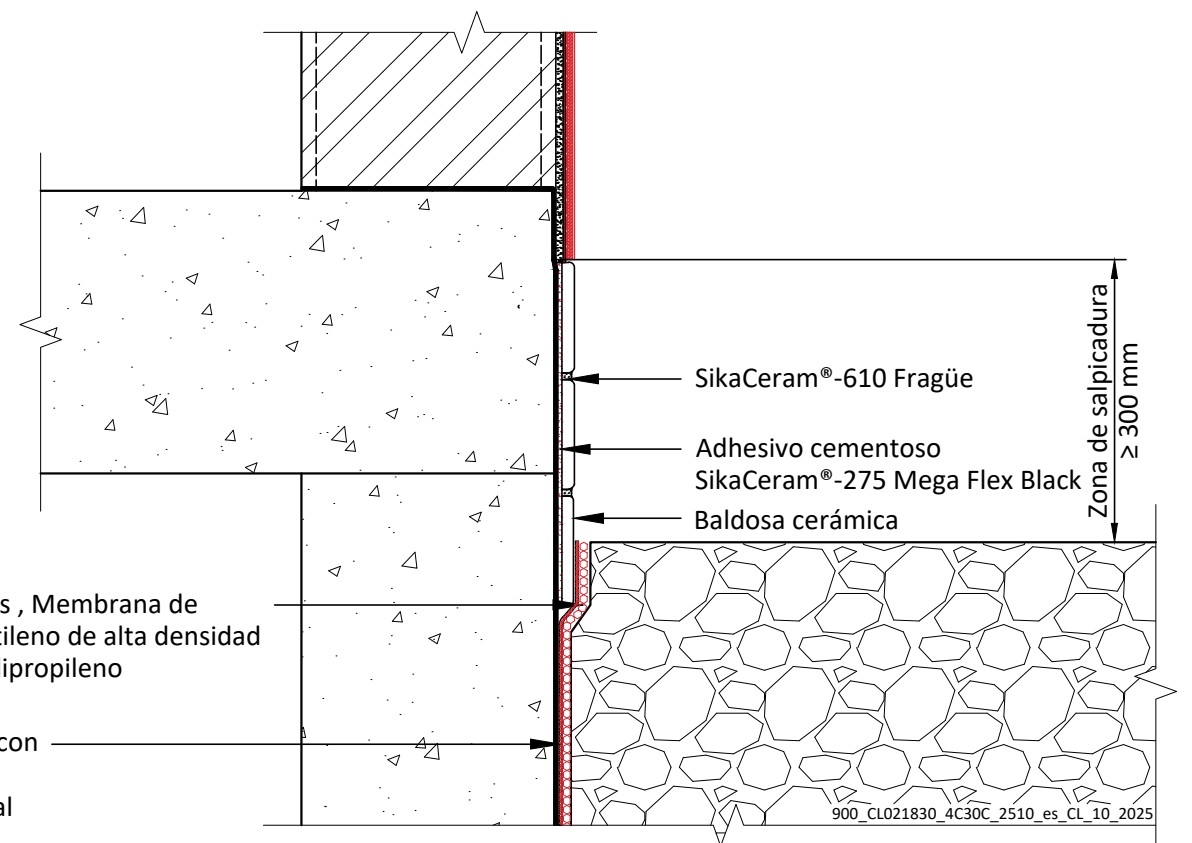 SikaCeram®-610 Fragüe
Adhesivo cementoso
SikaCeram®-275 Mega Flex Black
Baldosa cerámica
Zona de salpicadura
≥ 300 mm
s , Membrana de
tileno de alta densidad
lipropileno
con
al
900_CL021830_4C30C_2510_es_CL_10_2025